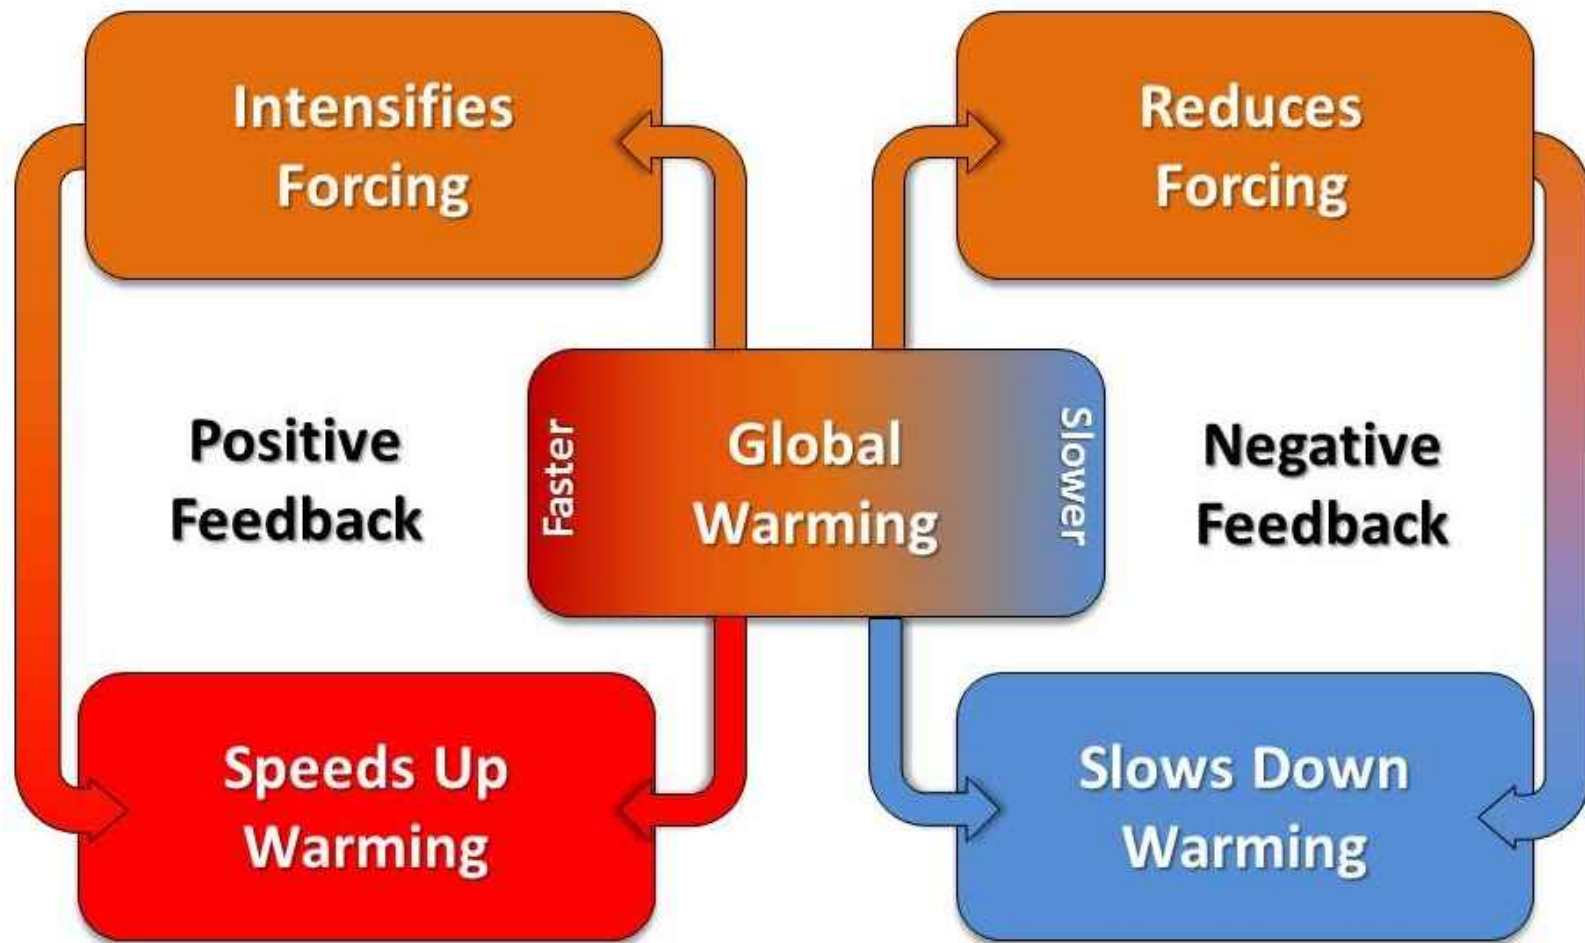 Intensifies
Forcing
Reduces
Forcing
Positive
Feedback
Faster
Global
Warming
Slower
Negative
Feedback
Speeds Up
Warming
Slows Down
Warming